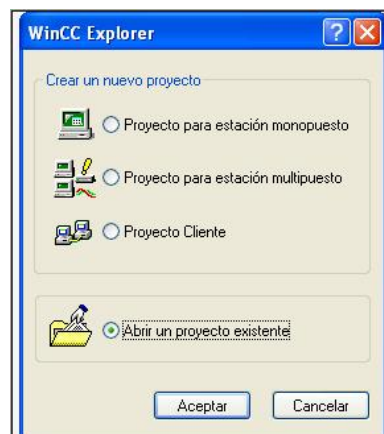 WinCC Explorer
Crear un nuevo proyecto
Proyecto para estación monopuesto
Proyecto para estación multipuesto
Proyecto Cliente
Abrir un proyecto existente
Aceptar
Cancelar